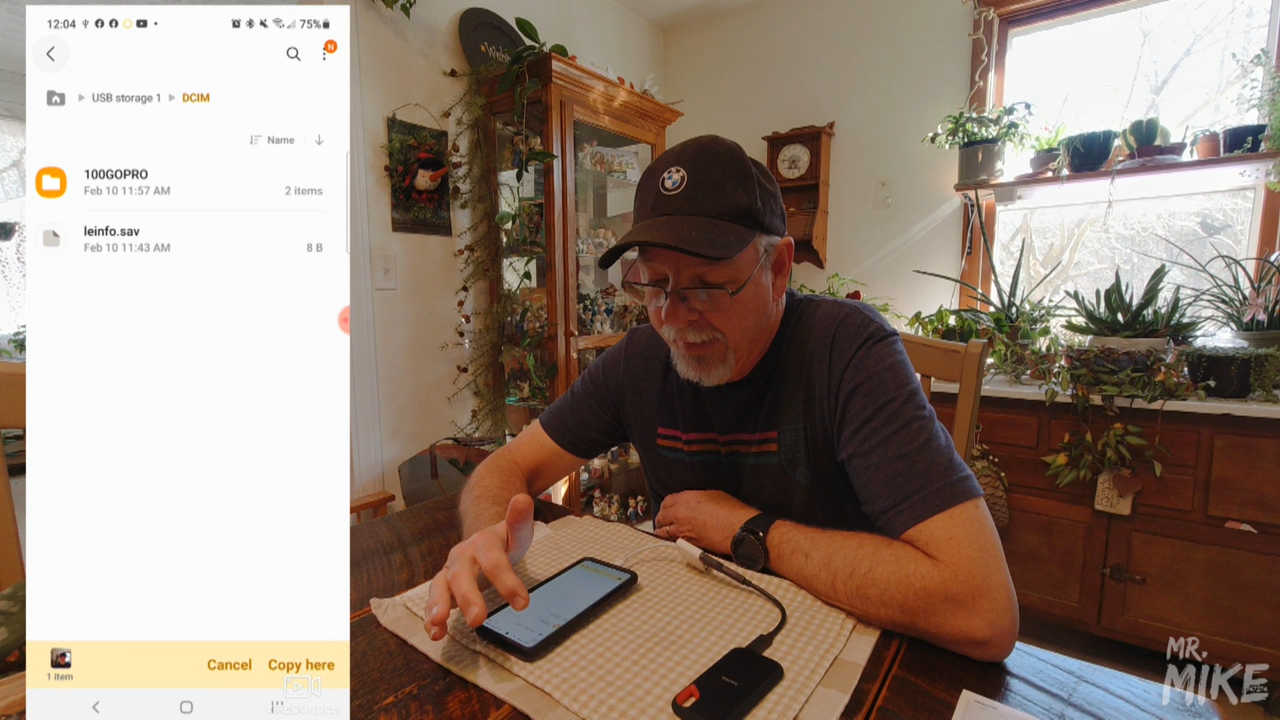 12:04
75%
N
USB storage 1
DCIM
Name
100GOPRO
Feb 10 11:57 AM
2 items
leinfo.sav
Feb 10 11:43 AM
8 B
1 item
Cancel
Copy here
MR.
MIKE